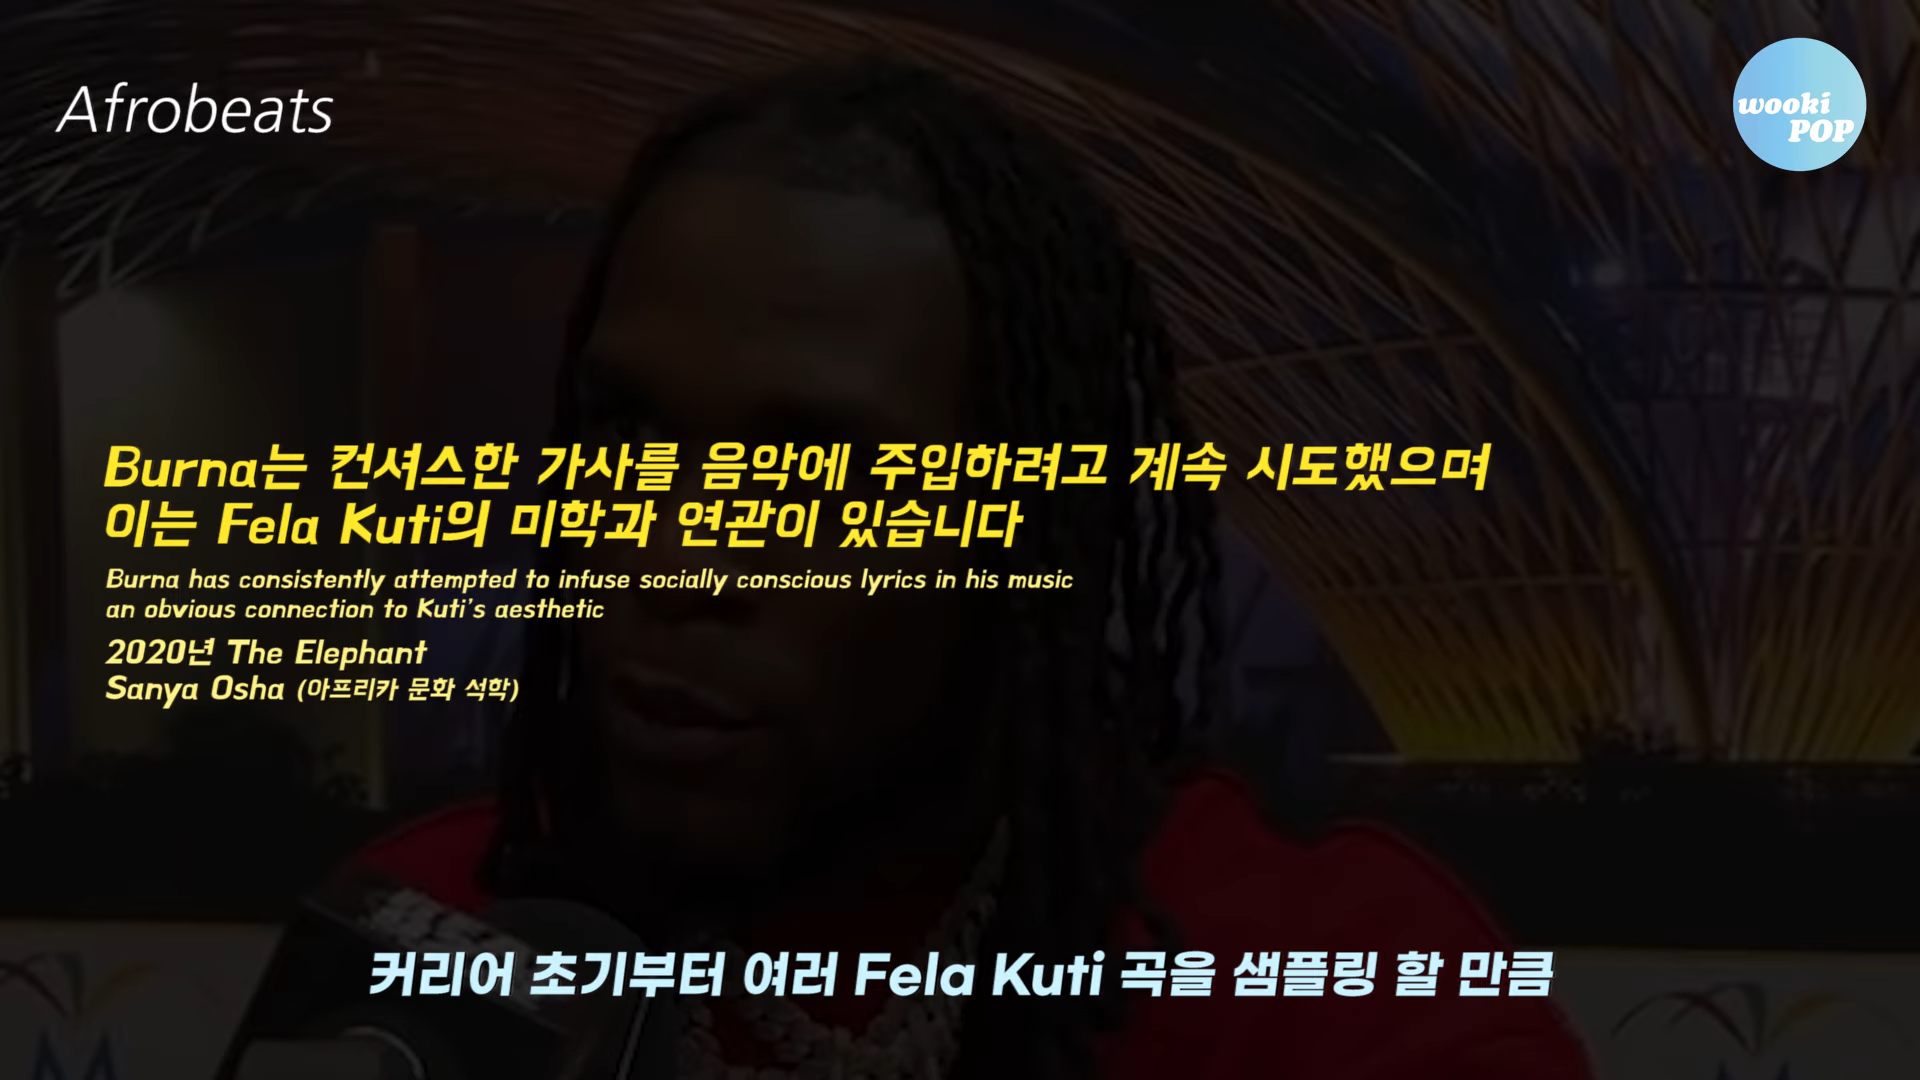 Afrobeats
wooki
POP
Burna는 컨셔스한 가사를 음악에 주입하려고 계속 시도했으며
이는 Fela Kuti의 미학과 연관이 있습니다
Burna has consistently attempted to infuse socially conscious lyrics in his music
an obvious connection to Kuti's aesthetic
2020년 The Elephant
Sanya Osha (아프리카 문화 석학)
커리어 초기부터 여러 Fela Kuti 곡을 샘플링 할 만큼